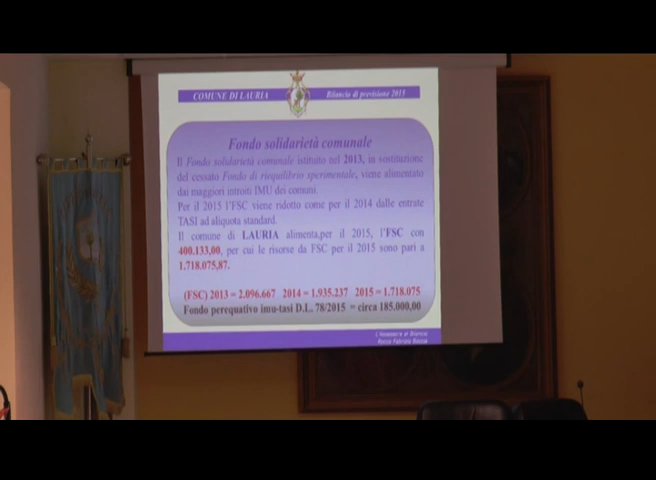 COMUNE DI LAURIA
Bilancio di previsione 2015
Fondo solidarietà comunale
Il Fondo solidarietà comunale istituito nel 2013, in sostituzione
del cessato Fondo di riequilibrio sperimentale, viene alimentato
dai maggiori introiti IMU dei comuni.
Per il 2015 l'FSC viene ridotto come per il 2014 dalle entrate
TASI ad aliquota standard.
Il comune di LAURIA alimenta,per il 2015, l'FSC con
400.133,00, per cui le risorse da FSC per il 2015 sono pari a
1.718.075,87.
(FSC) 2013 = 2.096.667 2014 = 1.935.237 2015 = 1.718.075
Fondo perequativo imu-tasi D.L. 78/2015 = circa 185.000,00
L'Assessore al Bilancio